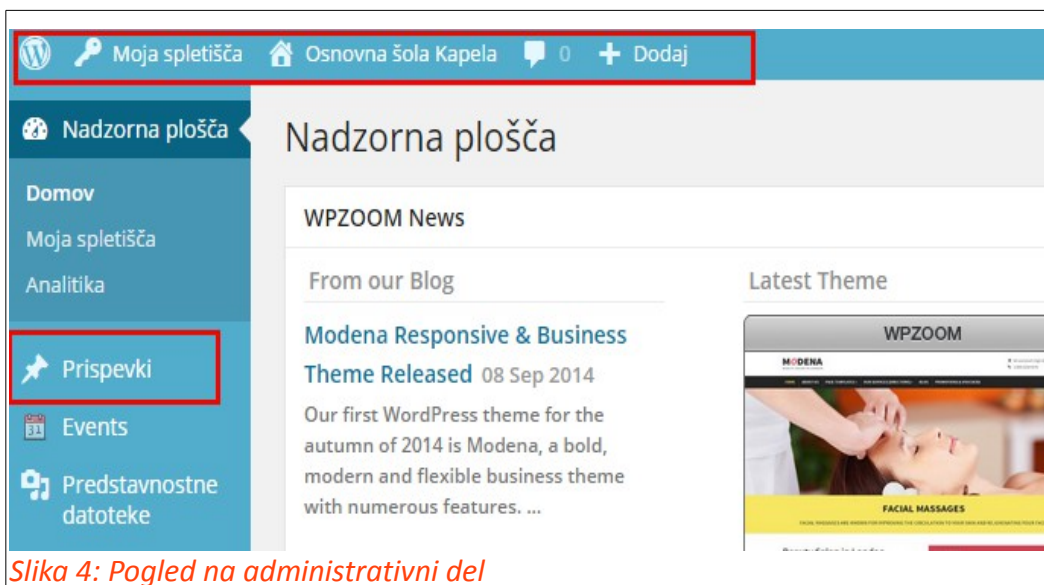 Moja spletišča Osnovna šola Kapela 0 + Dodaj
Nadzorna plošča
Domov
Moja spletišča
Analitika
Prispevki
31 Events
Predstavnostne
datoteke
Nadzorna plošča
WPZOOM News
From our Blog
Modena Responsive & Business
Theme Released 08 Sep 2014
Our first WordPress theme for the
autumn of 2014 is Modena, a bold,
modern and flexible business theme
with numerous features. ...
Latest Theme
WPZOOM
MODENA
FACIAL MASSAGES
Slika 4: Pogled na administrativni del